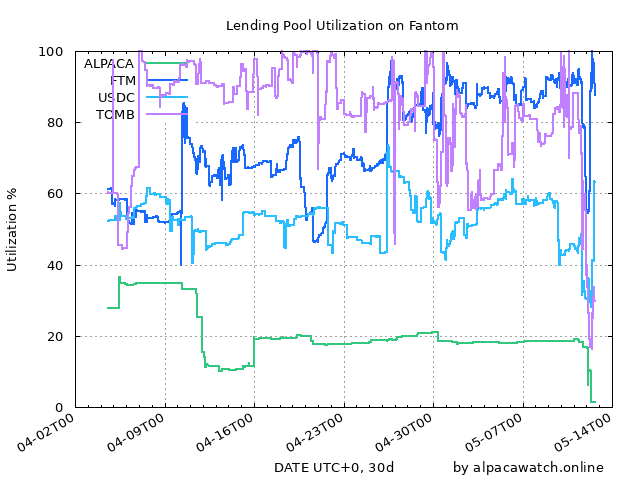 Lending Pool Utilization on Fantom
Utilization %
100
80
60
40
20
0
ALPACA
FTM
USDC
TOMB
04-02T00
04-09T00
04-16T00
04-23T00
04-30T00
05-07T00
05-14T00
DATE UTC+0, 30d
by alpacawatch.online